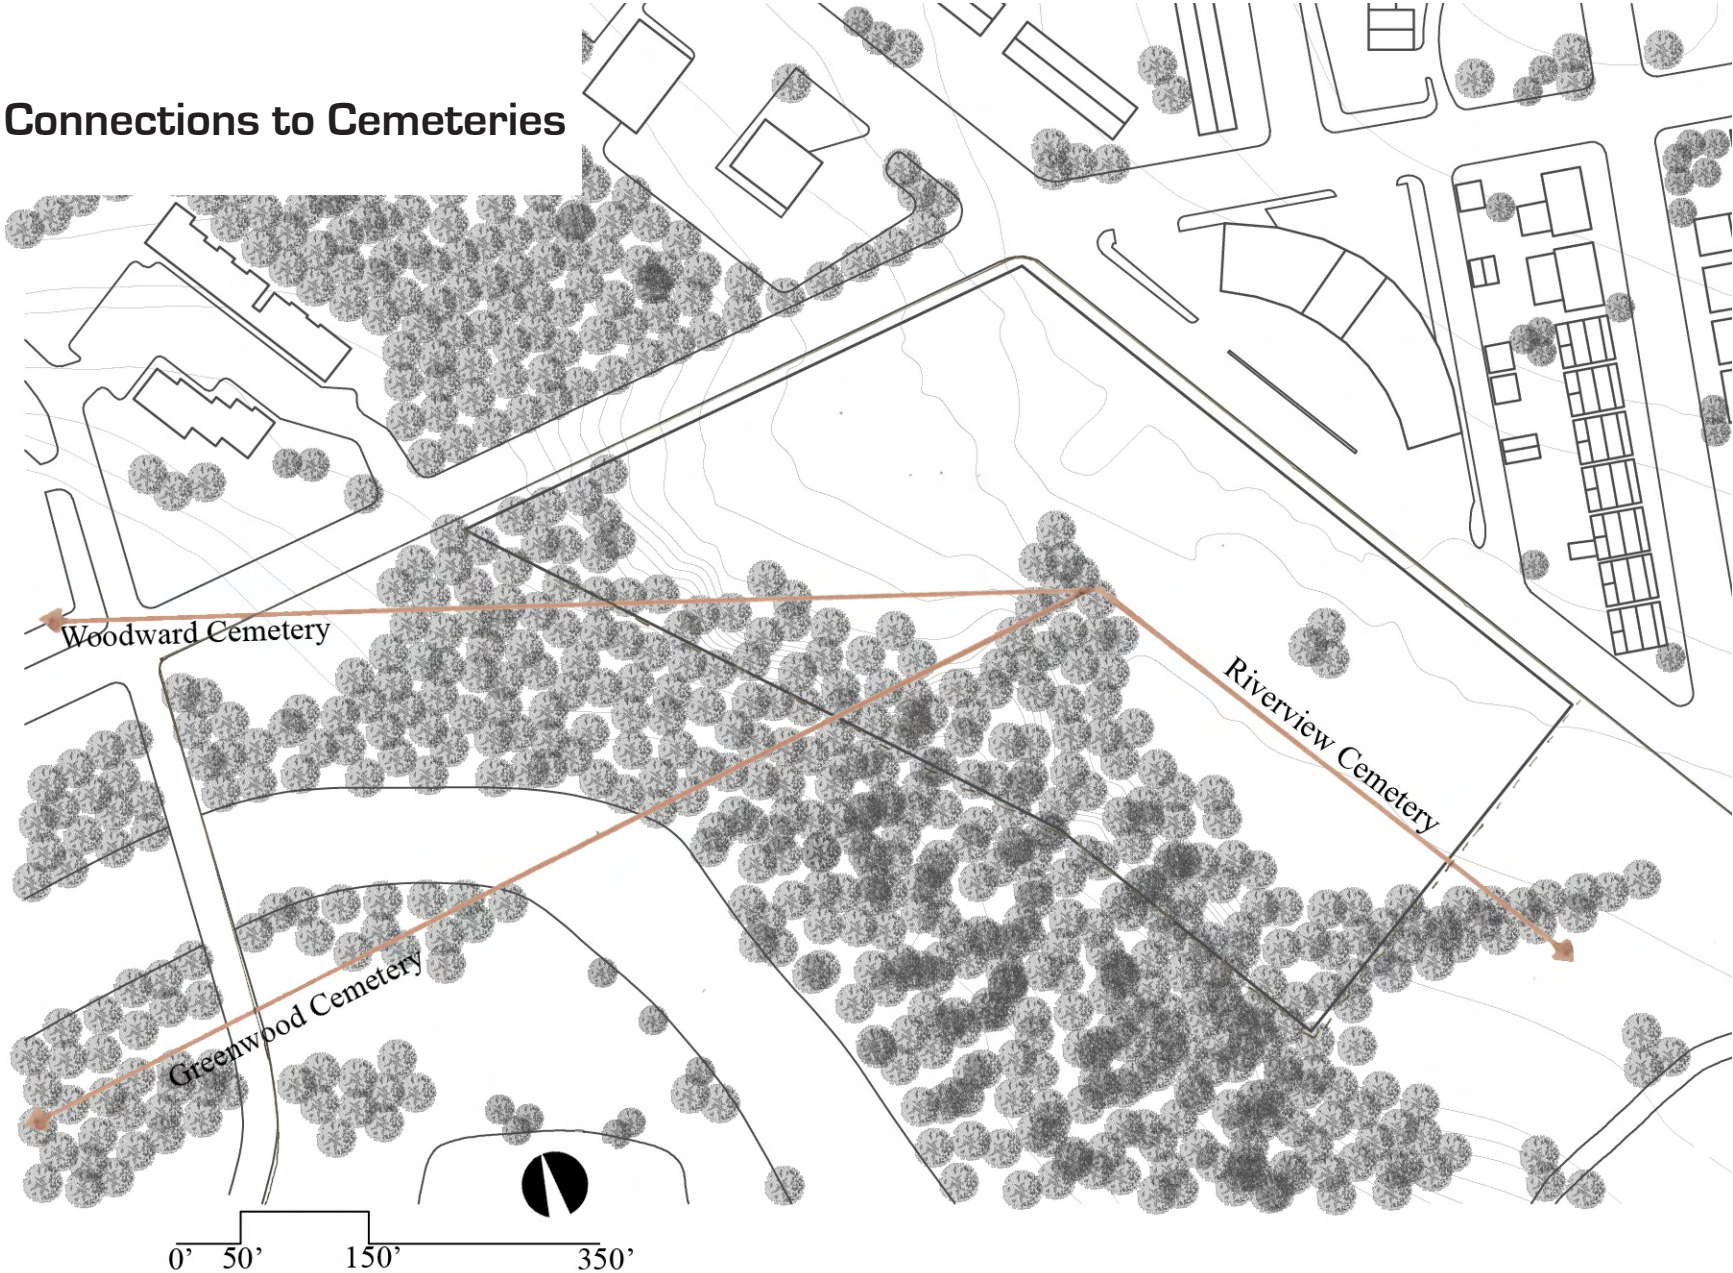 Connections to Cemeteries
Woodward Cemetery
Riverview Cemetery
Greenwood Cemetery
0’ 50’ 150’ 350’